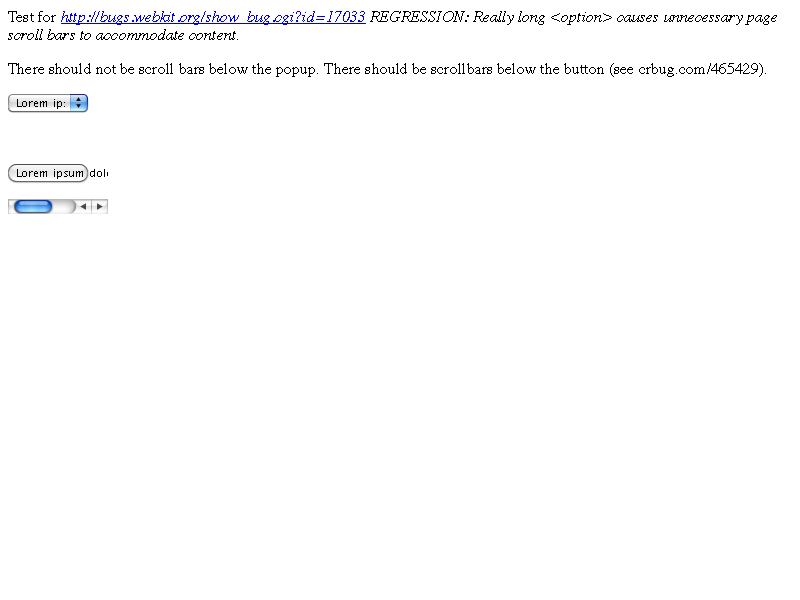 Test for http://bugs.webkit.org/show_bug.cgi?id=17033 REGRESSION: Really long <option> causes unnecessary page
scroll bars to accommodate content.
There should not be scroll bars below the popup. There should be scrollbars below the button (see crbug.com/465429).
Lorem ip:
Lorem ipsum dol